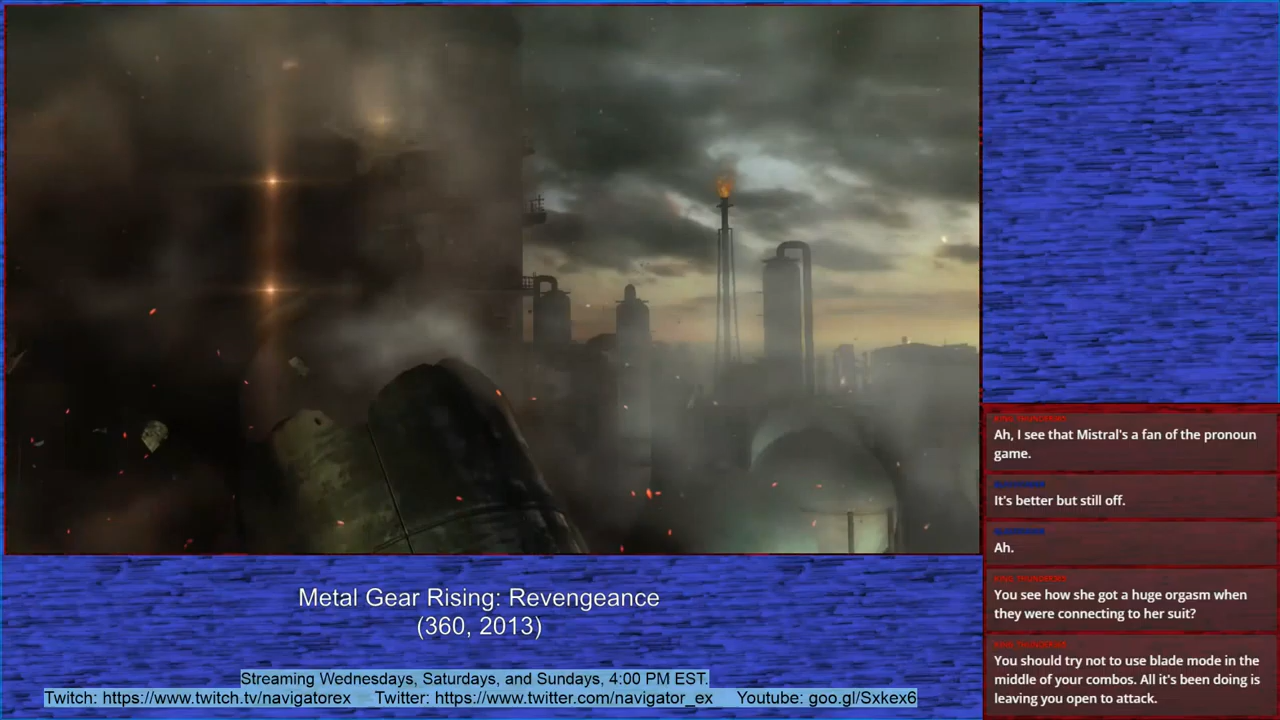 Ah, I see that Mistral's a fan of the pronoun
game.
It's better but still off.
Ah.
You see how she got a huge orgasm when
they were connecting to her suit?
You should try not to use blade mode in the
middle of your combos. All it's been doing is
leaving you open to attack.
Metal Gear Rising: Revengeance
(360, 2013)
Streaming Wednesdays, Saturdays, and Sundays, 4:00 PM EST.
Twitch: https://www.twitch.tv/navigatorex Twitter: https://www.twitter.com/navigator_ex Youtube: goo.gl/Sxkex6